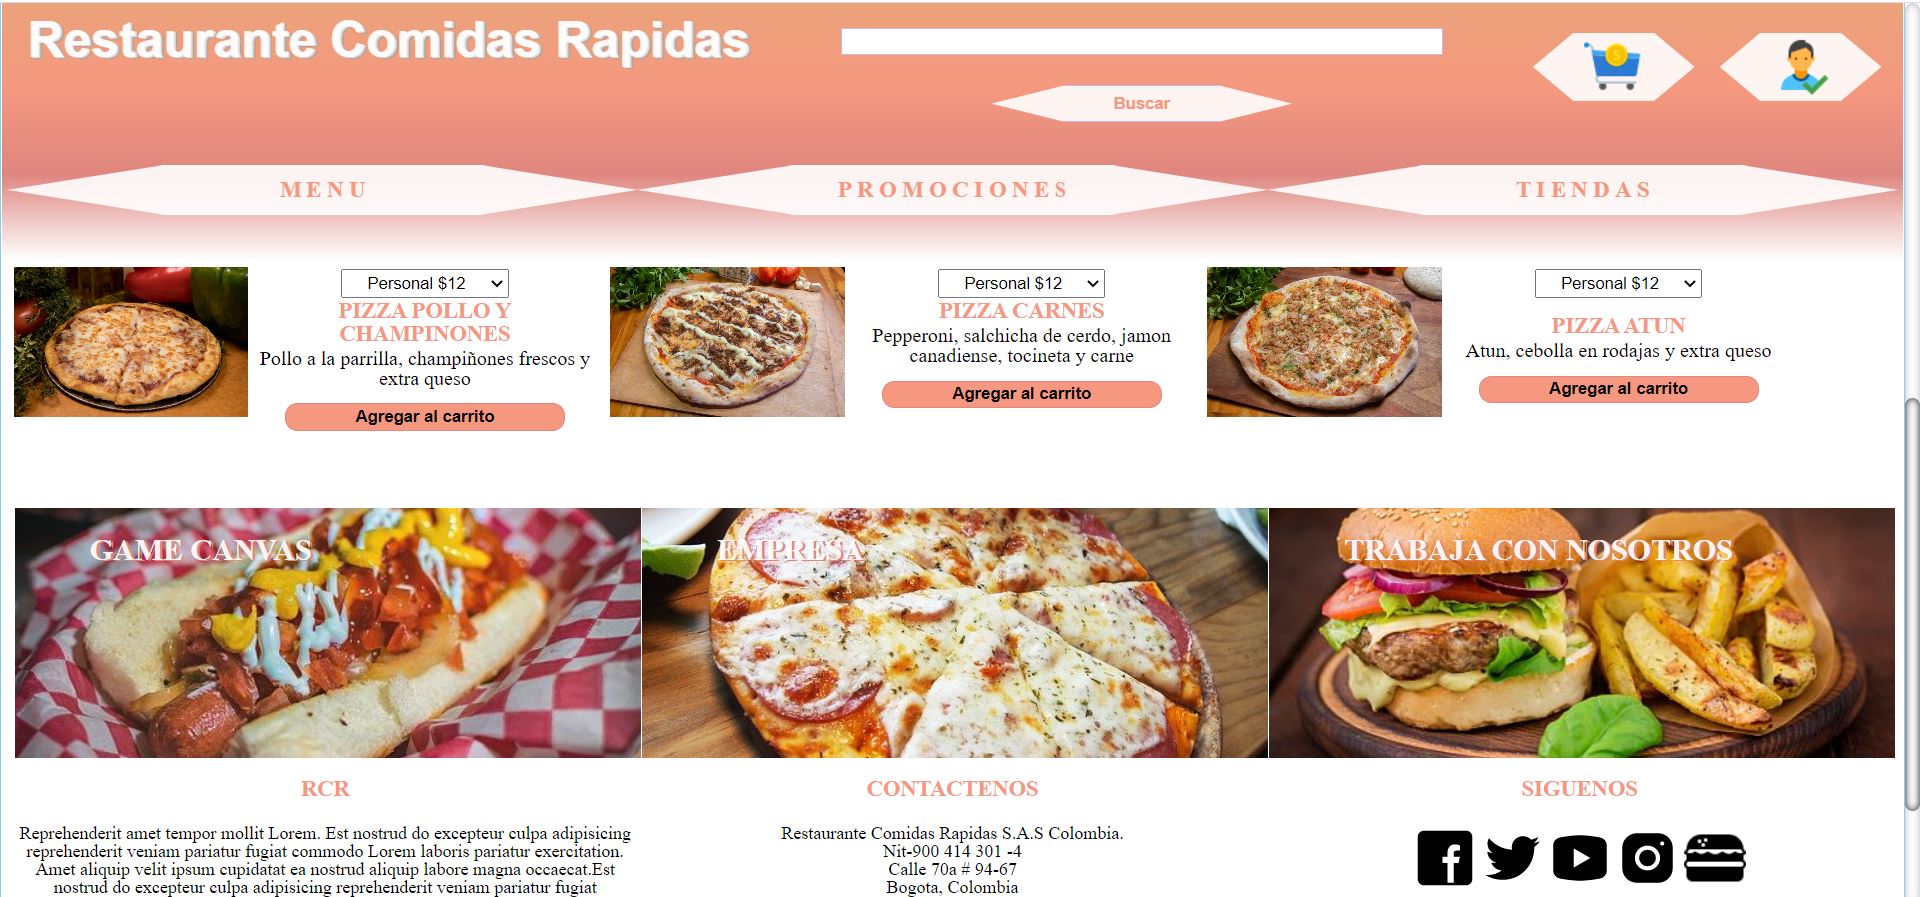 Restaurante Comidas Rapidas
5
Buscar
MENU
PROMOCIONES
TIENDAS
Personal $12
PIZZA POLLO Y
CHAMPINONES
Pollo a la parrilla, champiñones frescos y
extra queso
Agregar al carrito
Personal $12
PIZZA CARNES
Pepperoni, salchicha de cerdo, jamon
canadiense, tocineta y carne
Agregar al carrito
Personal $12
PIZZA ATUN
Atun, cebolla en rodajas y extra queso
Agregar al carrito
GAME CANVAS
EMPRESA
TRABAJA CON NOSOTROS
RCR
Reprehenderit amet tempor mollit Lorem. Est nostrud do excepteur culpa adipisicing
reprehenderit veniam pariatur fugiat commodo Lorem laboris pariatur exercitation.
Amet aliquip velit ipsum cupidatat ea nostrud aliquip labore magna occaecat.Est
nostrud do excepteur culpa adipisicing reprehenderit veniam pariatur fugiat
CONTACTENOS
Restaurante Comidas Rapidas S.A.S Colombia.
Nit-900 414 301 -4
Calle 70a # 94-67
Bogota, Colombia
SIGUENOS